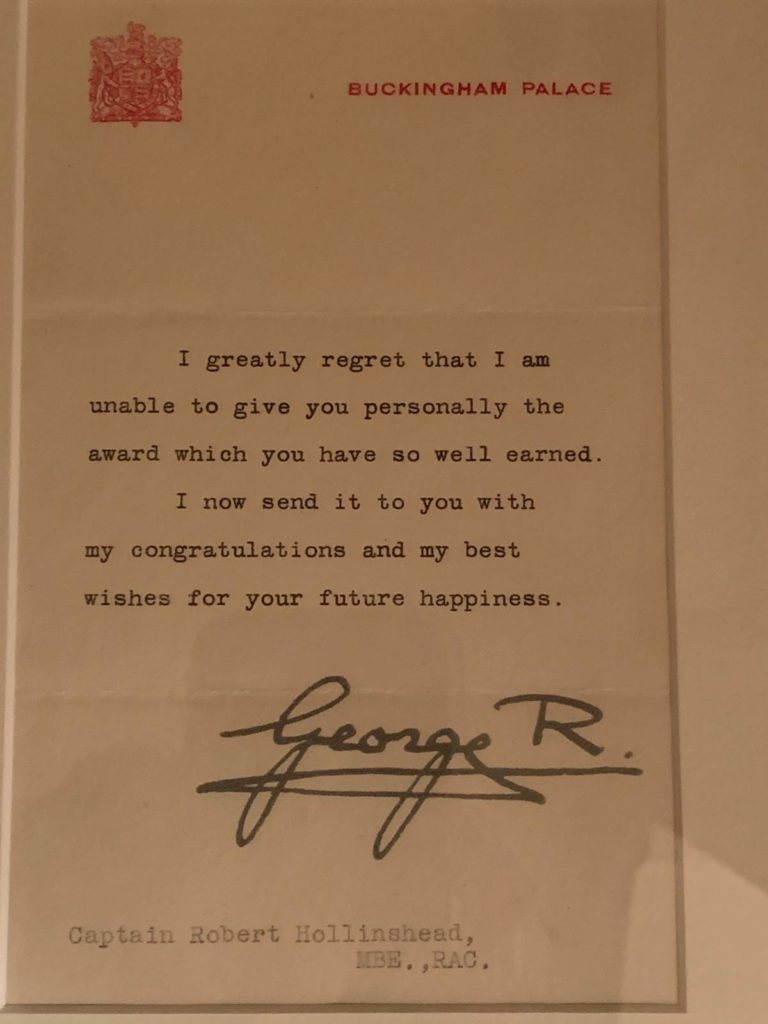 BUCKINGHAM PALACE
I greatly regret that I am
unable to give you personally the
award which you have so well earned.
I now send it to you with
my congratulations and my best
wishes for your future happiness.
George R.
Captain Robert Hollinshead,
MBE.,RAC.